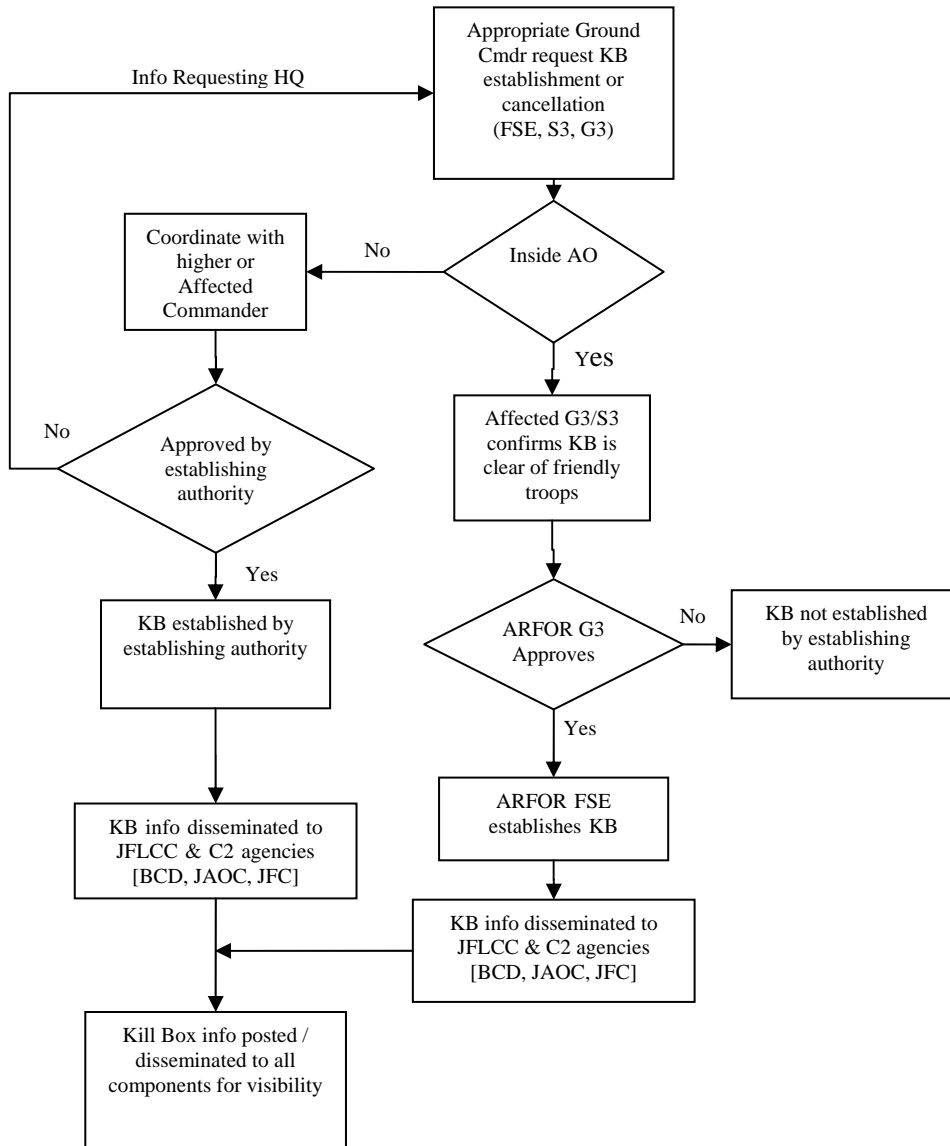 Appropriate Ground
Cmdr request KB
establishment or
cancellation
(FSE, S3, G3)
Info Requesting HQ
Inside AO
No
Coordinate with
higher or
Affected
Commander
Yes
No
Approved by
establishing
authority
Affected G3/S3
confirms KB is
clear of friendly
troops
Yes
KB established by
establishing authority
ARFOR G3
Approves
No
KB not established
by establishing
authority
Yes
ARFOR FSE
establishes KB
KB info disseminated to
JFLCC & C2 agencies
[BCD, JAOC, JFC]
KB info disseminated to
JFLCC & C2 agencies
[BCD, JAOC, JFC]
Kill Box info posted /
disseminated to all
components for visibility